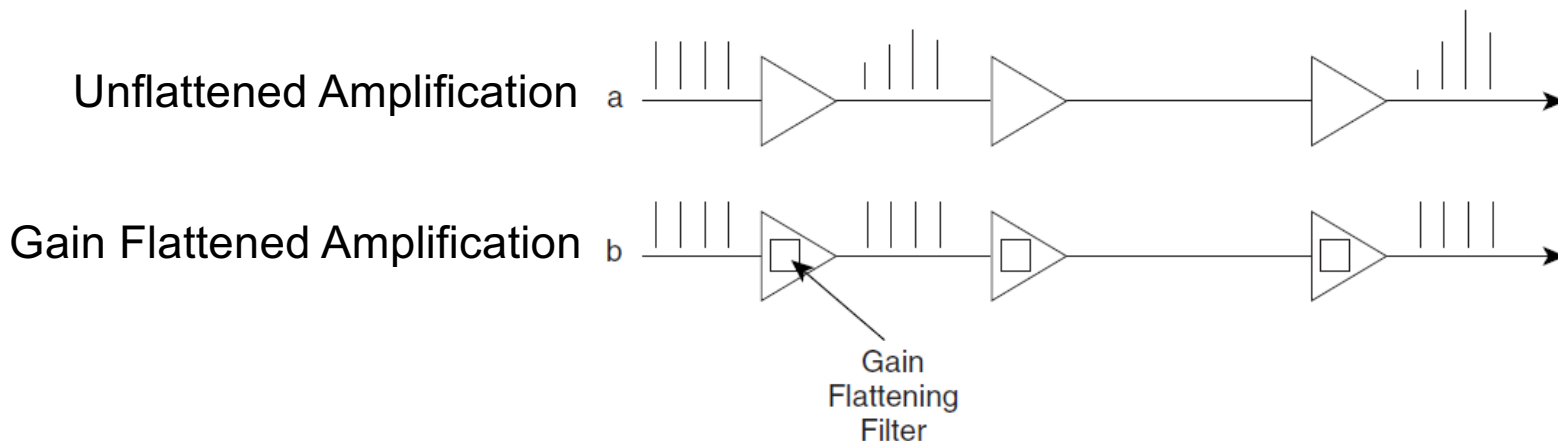 Unflattened Amplification a
Gain Flattened Amplification b
Gain
Flattening
Filter